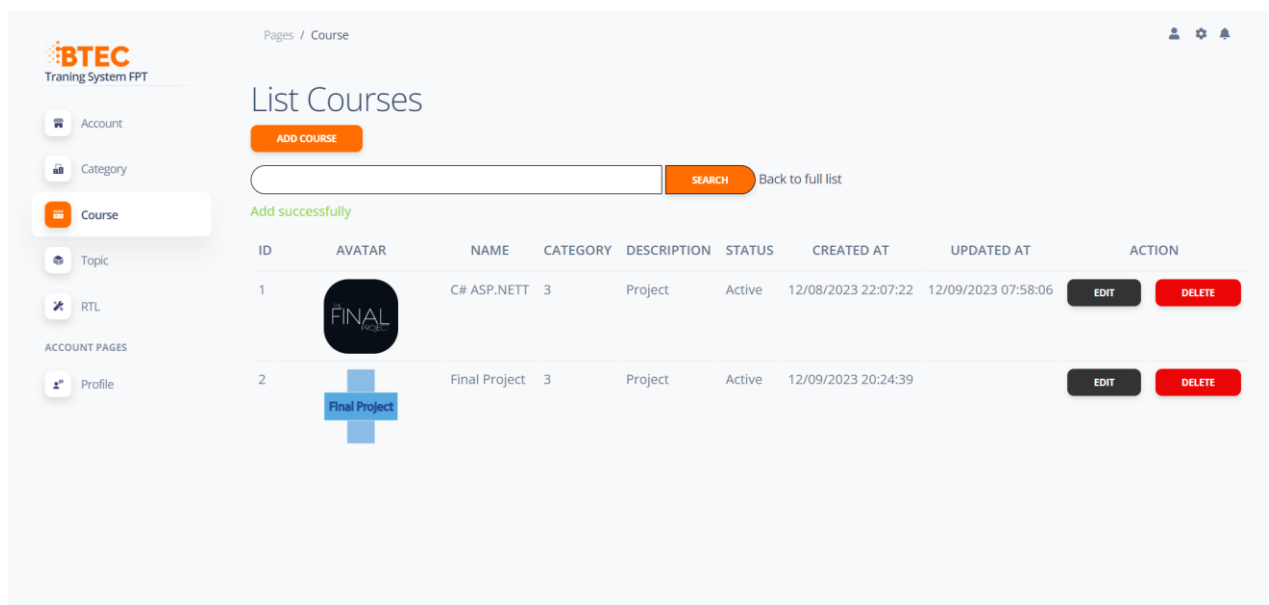 Pages / Course
BTEC
Traning System FPT
Account
Category
Course
Topic
RTL
ACCOUNT PAGES
Profile
List Courses
ADD COURSE
SEARCH Back to full list
Add successfully
ID AVATAR NAME CATEGORY DESCRIPTION STATUS CREATED AT UPDATED AT ACTION
1 C# ASP.NETT 3 Project Active 12/08/2023 22:07:22 12/09/2023 07:58:06 EDIT DELETE
THE
FINAL
PROJECT
2 Final Project 3 Project Active 12/09/2023 20:24:39 EDIT DELETE
Final Project